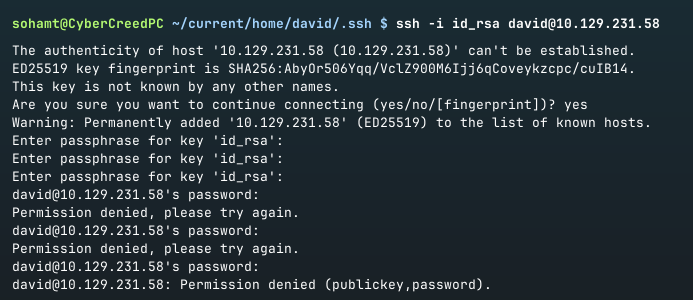 sohamt@CyberCreedPC ~/current/home/david/.ssh $ ssh -i id_rsa david@10.129.231.58
The authenticity of host '10.129.231.58 (10.129.231.58)' can't be established.
ED25519 key fingerprint is SHA256:AbyOr506Yqq/VclZ900M6Ijj6qCoveykzcpc/cuIB14.
This key is not known by any other names.
Are you sure you want to continue connecting (yes/no/[fingerprint])? yes
Warning: Permanently added '10.129.231.58' (ED25519) to the list of known hosts.
Enter passphrase for key 'id_rsa':
Enter passphrase for key 'id_rsa':
Enter passphrase for key 'id_rsa':
david@10.129.231.58's password:
Permission denied, please try again.
david@10.129.231.58's password:
Permission denied, please try again.
david@10.129.231.58's password:
david@10.129.231.58: Permission denied (publickey,password).